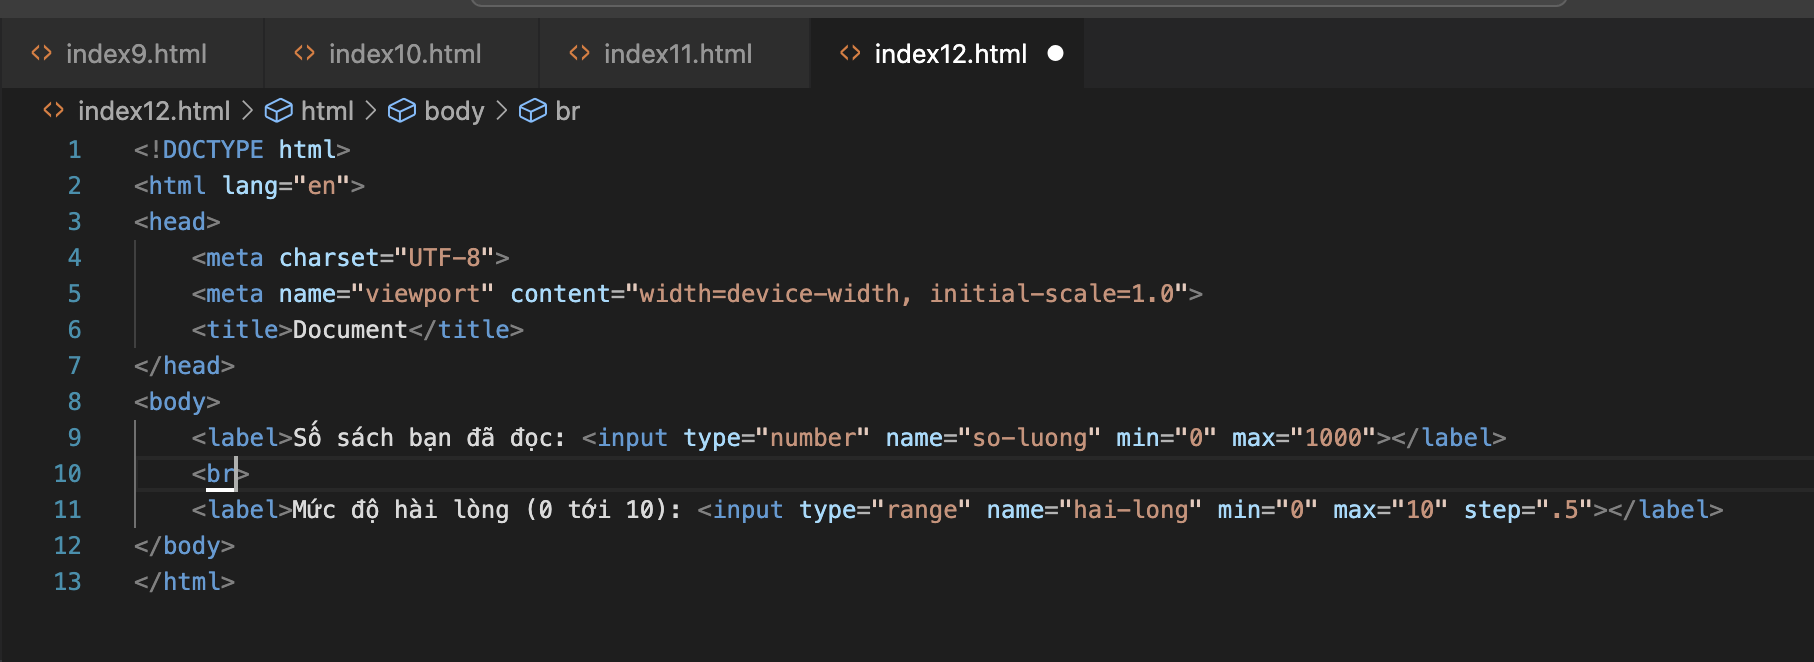 index9.html index10.html index11.html index12.html
index12.html > html > body > br
1 <!DOCTYPE html>
2 <html lang="en">
3 <head>
4 <meta charset="UTF-8">
5 <meta name="viewport" content="width=device-width, initial-scale=1.0">
6 <title>Document</title>
7 </head>
8 <body>
9 <label>Số sách bạn đã đọc: <input type="number" name="so-luong" min="0" max="1000"></label>
10 <br>
11 <label>Mức độ hài lòng (0 tới 10): <input type="range" name="hai-long" min="0" max="10" step=".5"></label>
12 </body>
13 </html>